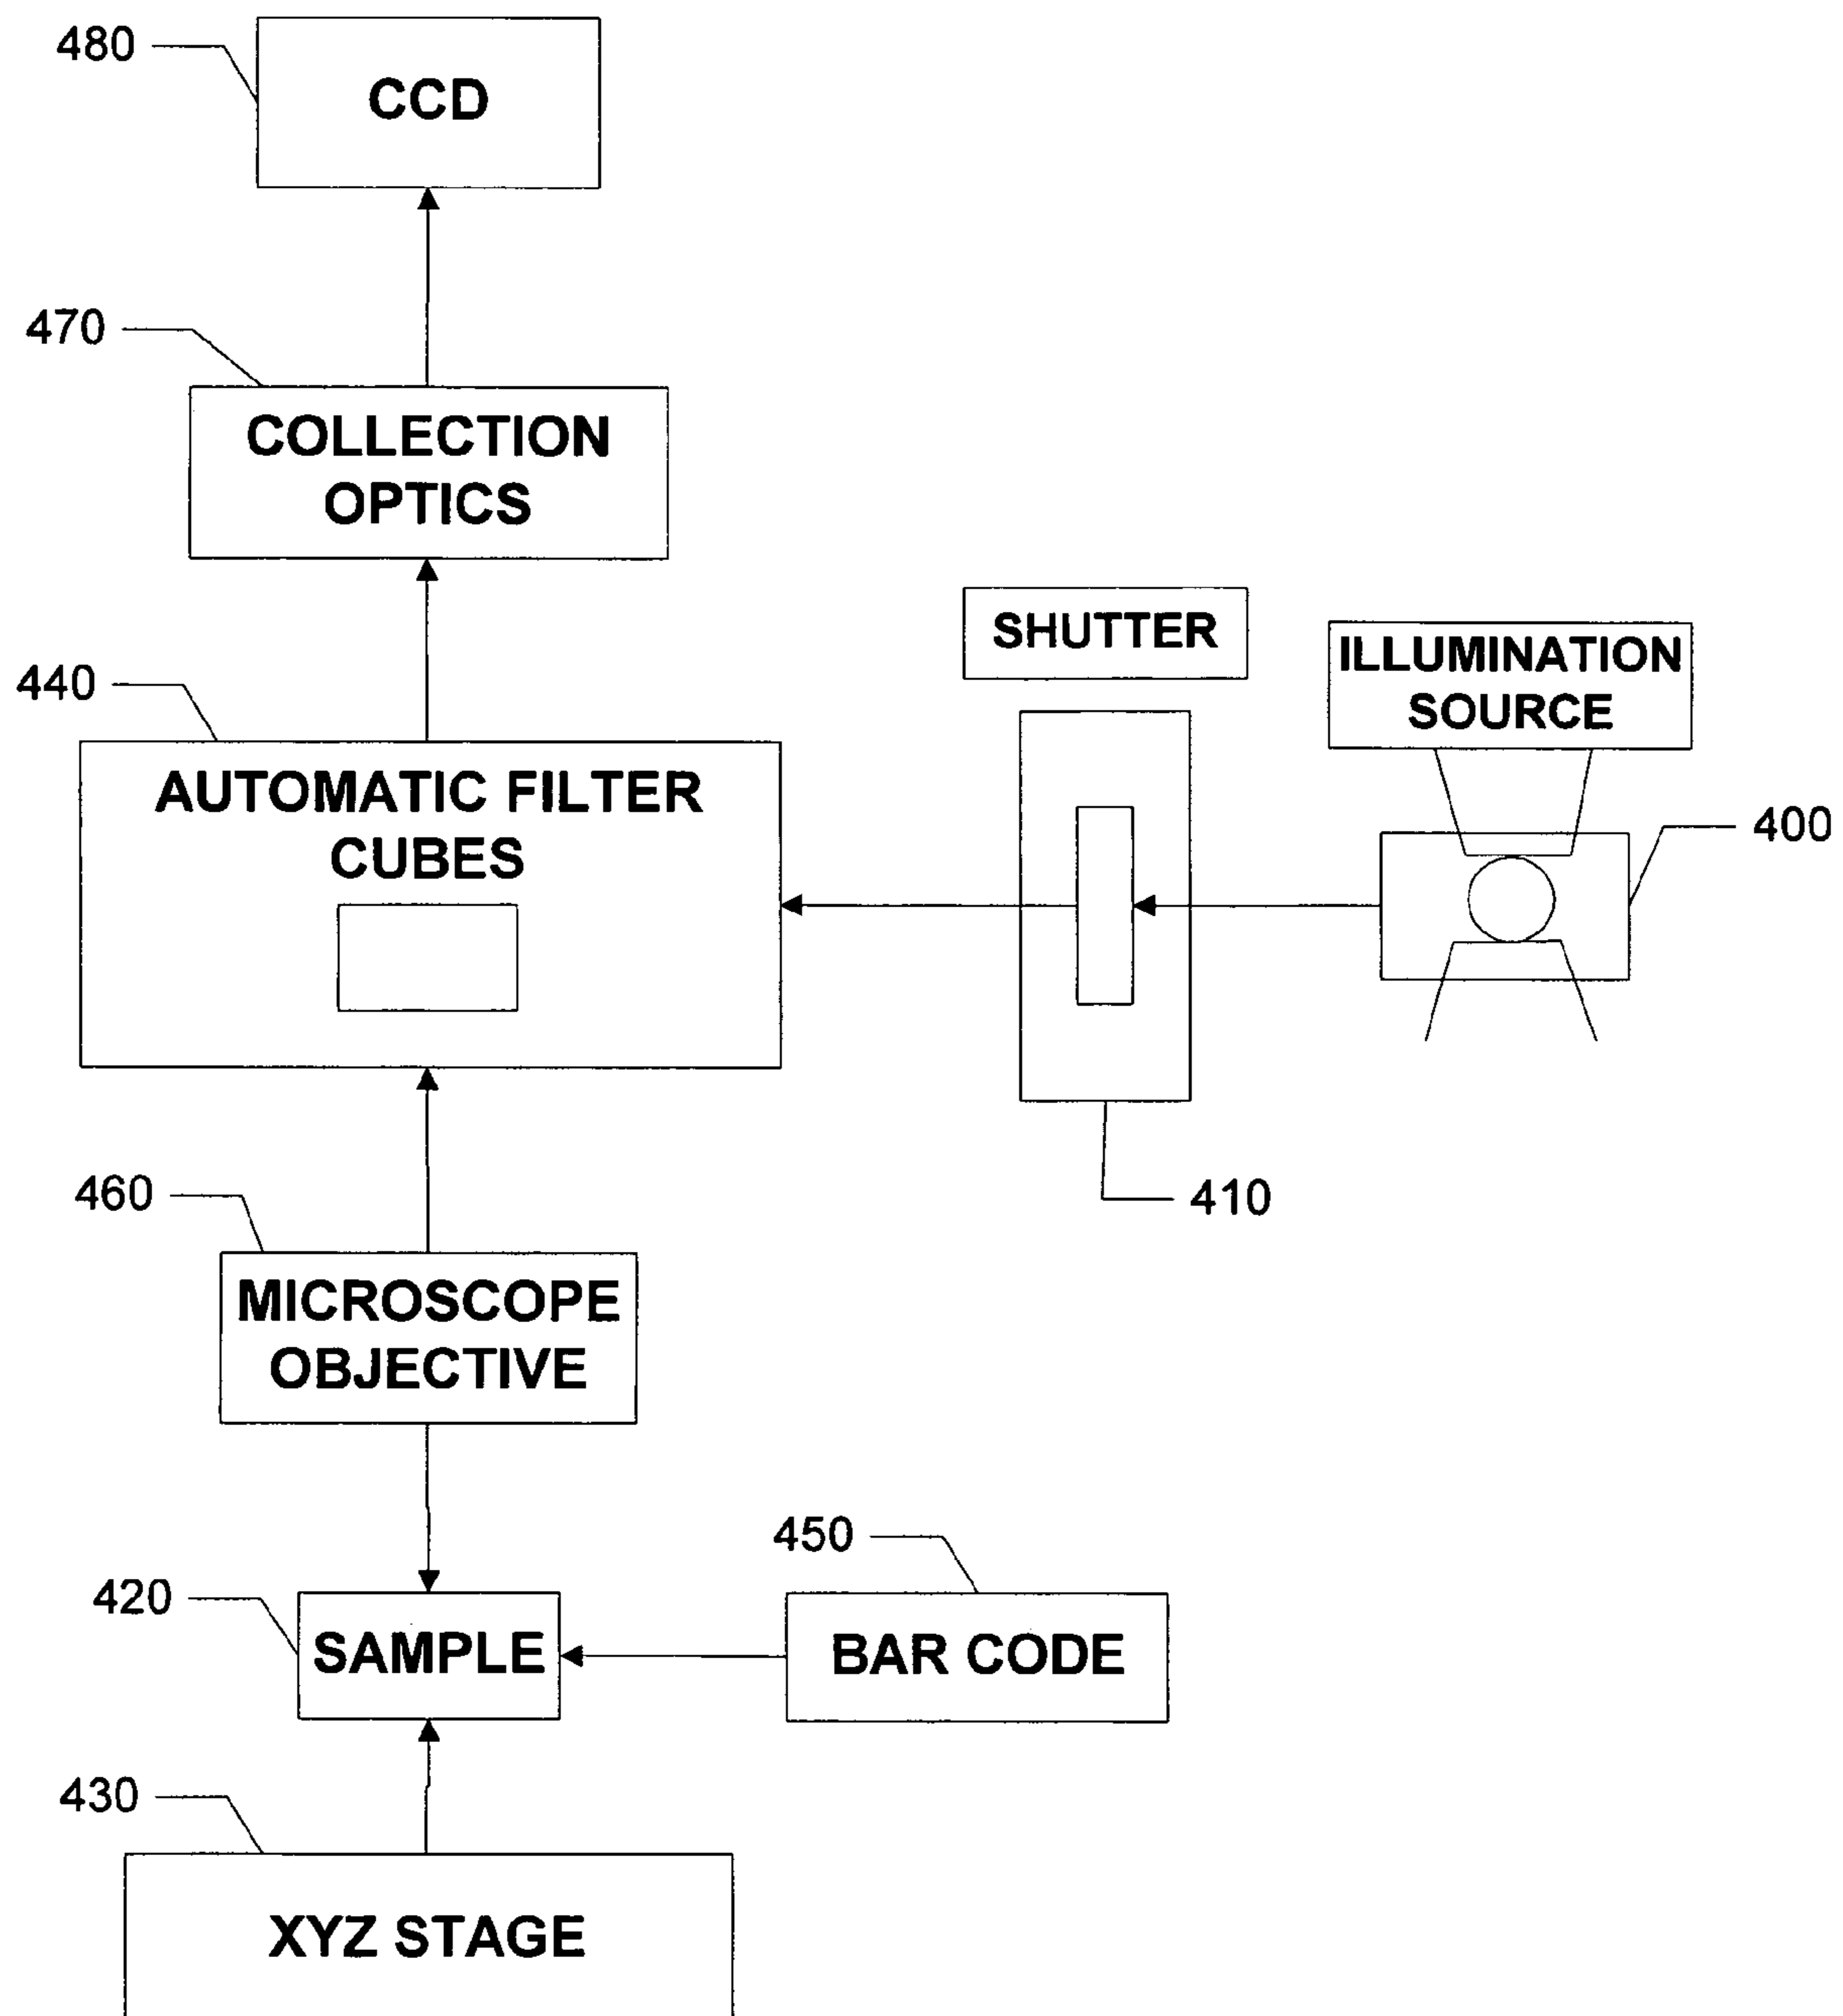 480
CCD
470
COLLECTION
OPTICS
SHUTTER
ILLUMINATION
SOURCE
440
AUTOMATIC FILTER
CUBES
400
460
410
MICROSCOPE
OBJECTIVE
450
420
SAMPLE
BAR CODE
430
XYZ STAGE